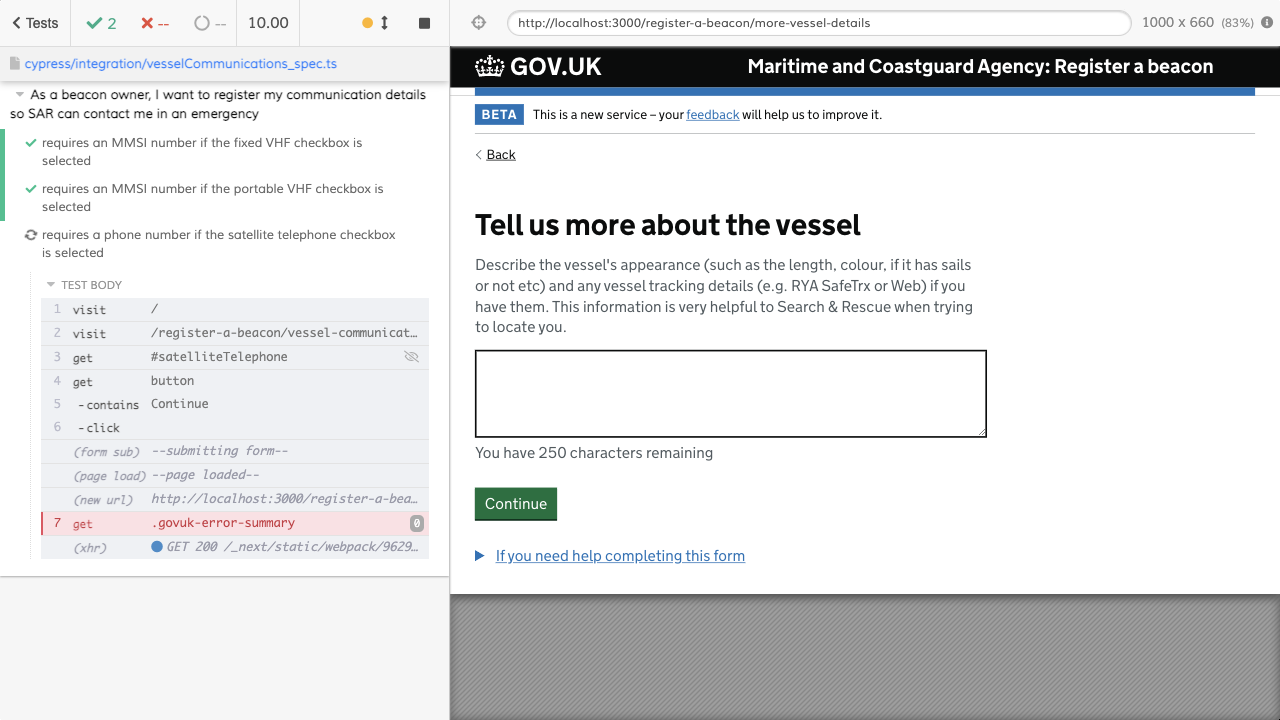 Tests
2
--
--
10.00
http://localhost:3000/register-a-beacon/more-vessel-details
1000 x 660 (83%)
cypress/integration/vesselCommunications_spec.ts
As a beacon owner, I want to register my communication details
so SAR can contact me in an emergency
requires an MMSI number if the fixed VHF checkbox is
selected
requires an MMSI number if the portable VHF checkbox is
selected
requires a phone number if the satellite telephone checkbox
is selected
TEST BODY
1 visit /
2 visit /register-a-beacon/vessel-communicat…
3 get #satelliteTelephone
4 get button
5 -contains Continue
6 -click
(form sub) --submitting form--
(page load) --page loaded--
(new url) http://localhost:3000/register-a-bea…
7 get .govuk-error-summary 0
(xhr) GET 200 /_next/static/webpack/9629…
GOV.UK
Maritime and Coastguard Agency: Register a beacon
BETA This is a new service – your feedback will help us to improve it.
Back
Tell us more about the vessel
Describe the vessel's appearance (such as the length, colour, if it has sails
or not etc) and any vessel tracking details (e.g. RYA SafeTrx or Web) if you
have them. This information is very helpful to Search & Rescue when trying
to locate you.
You have 250 characters remaining
Continue
If you need help completing this form